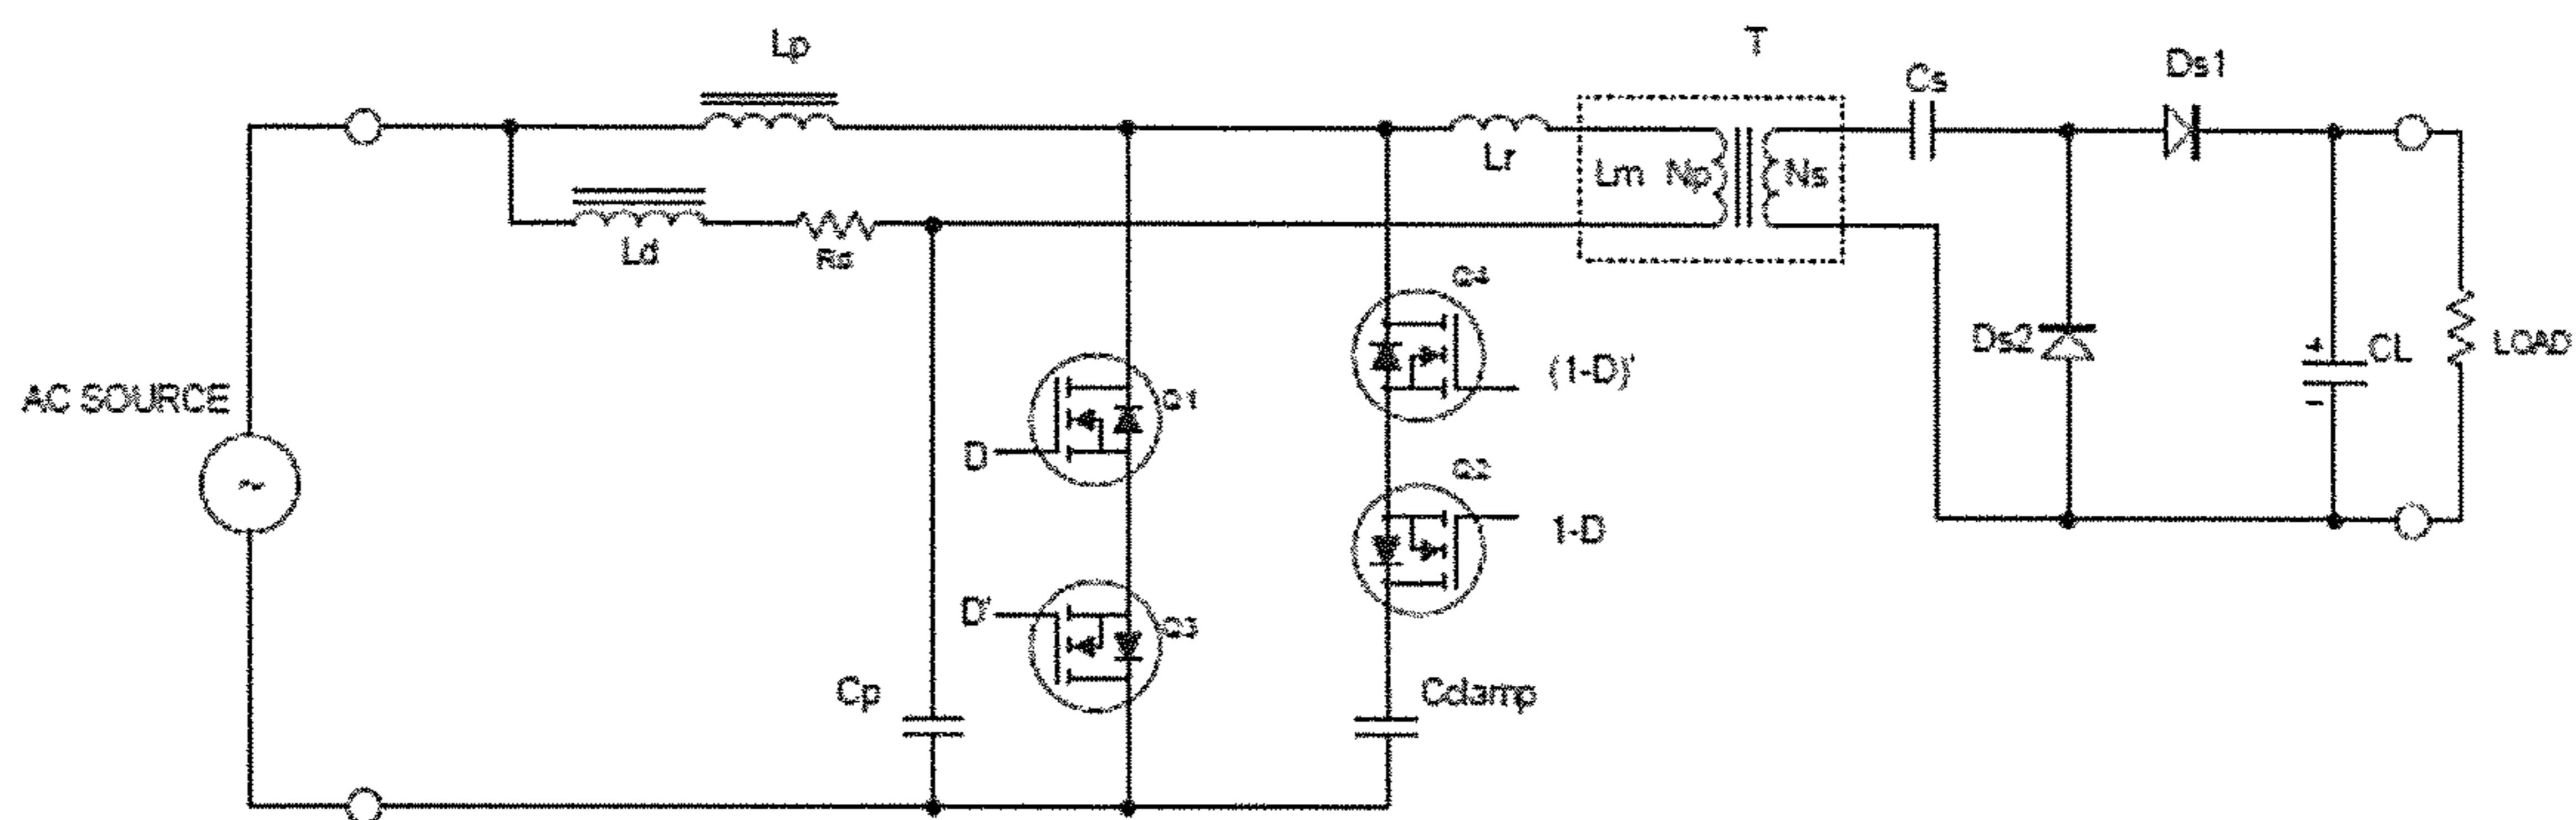 Lp
T
Cs
Ds1
Lr
Lm
Np
Ns
Ld
Rs
Q4
Ds2
CL
+
-
LOAD
(1-D)'
AC SOURCE
~
Q1
D
Q2
1-D
D'
Q3
Cp
Cclamp